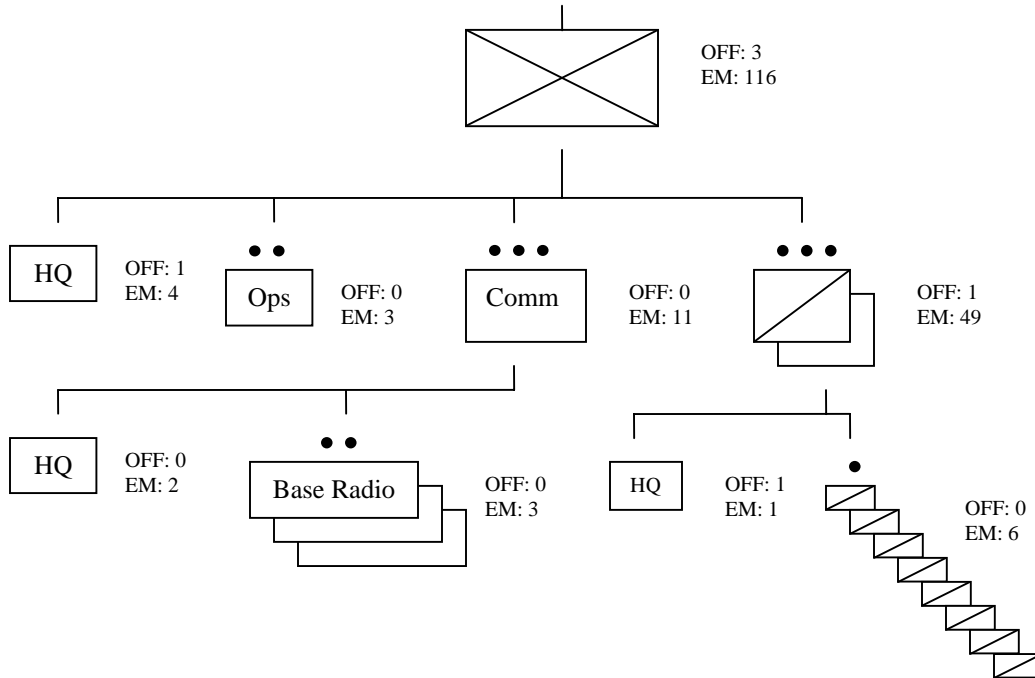 OFF: 3
EM: 116
HQ
OFF: 1
EM: 4
Ops
OFF: 0
EM: 3
Comm
OFF: 0
EM: 11
OFF: 1
EM: 49
HQ
OFF: 0
EM: 2
Base Radio
OFF: 0
EM: 3
HQ
OFF: 1
EM: 1
OFF: 0
EM: 6